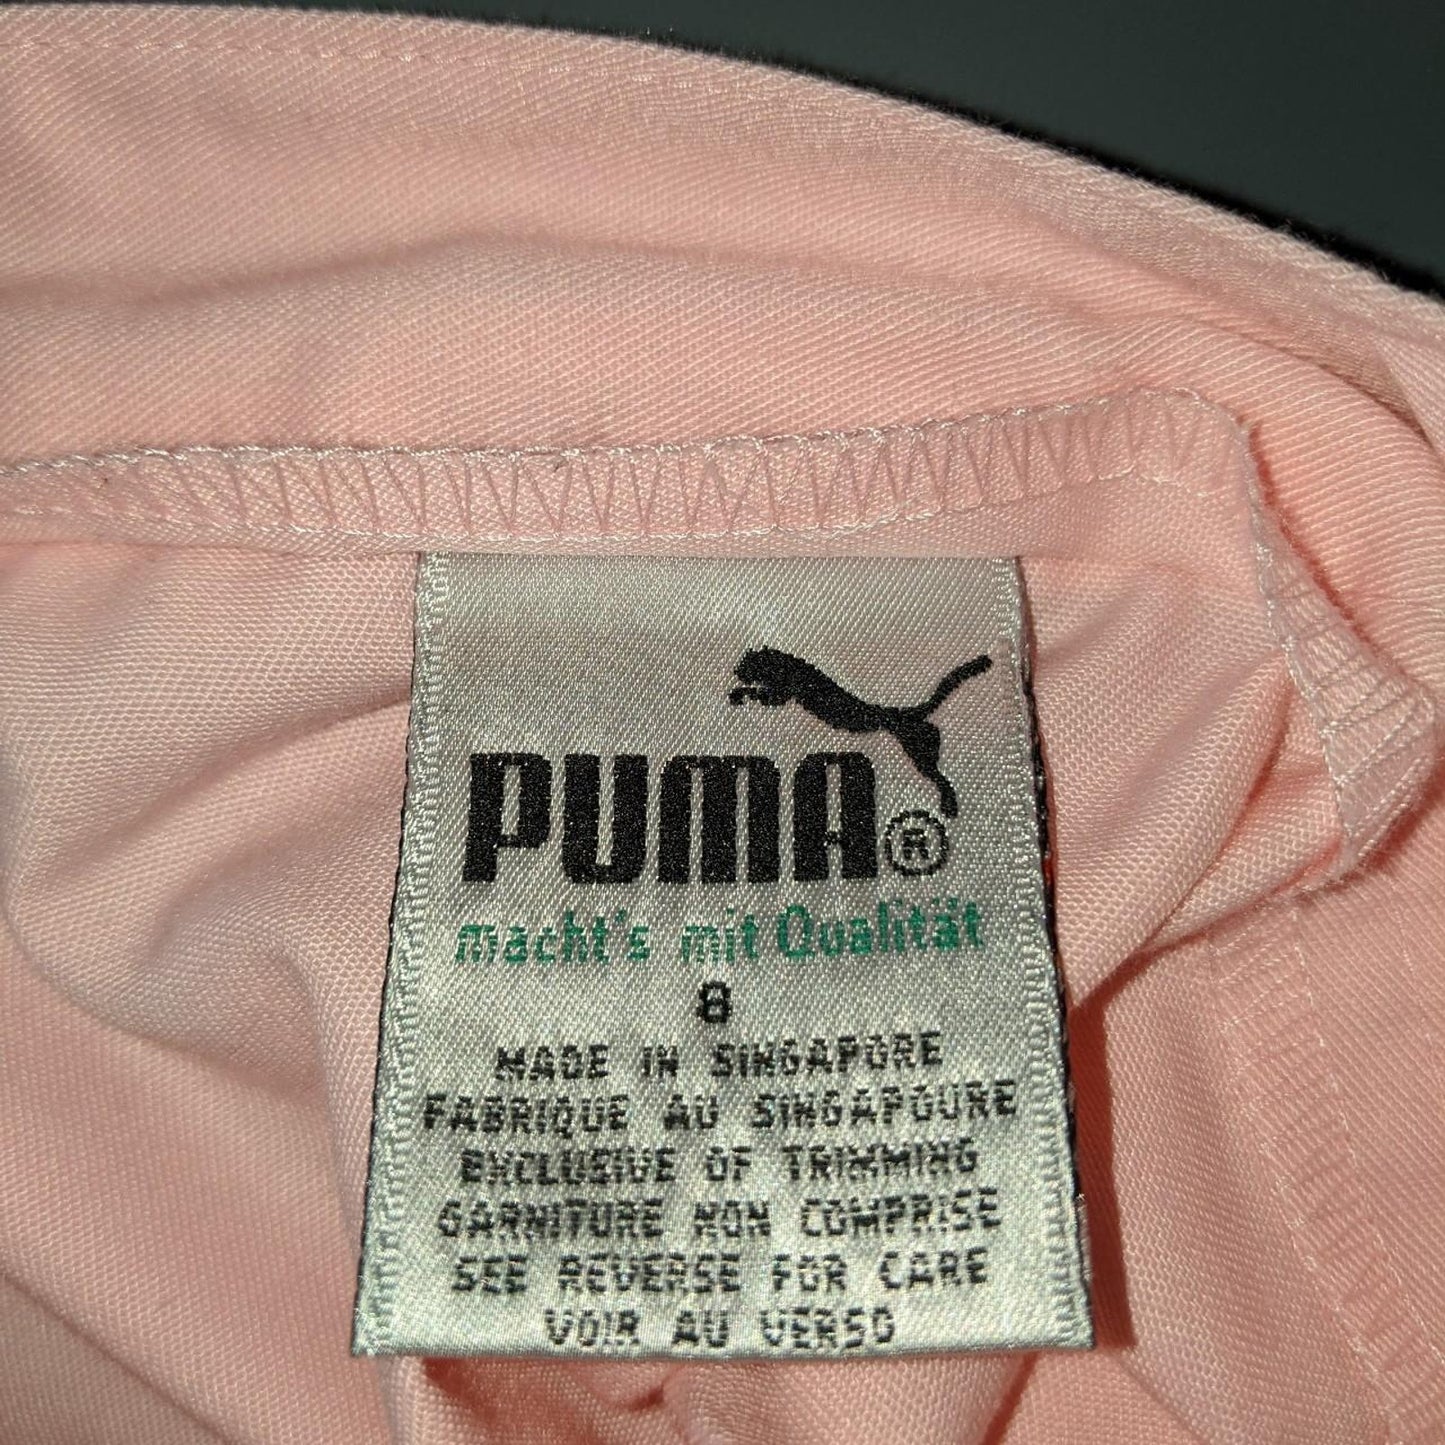 PUMA®
macht's mit Qualität
8
MADE IN SINGAPORE
FABRIQUE AU SINGAPOURE
EXCLUSIVE OF TRIMMING
GARNITURE NON COMPRISE
SEE REVERSE FOR CARE
VOIR AU VERSO